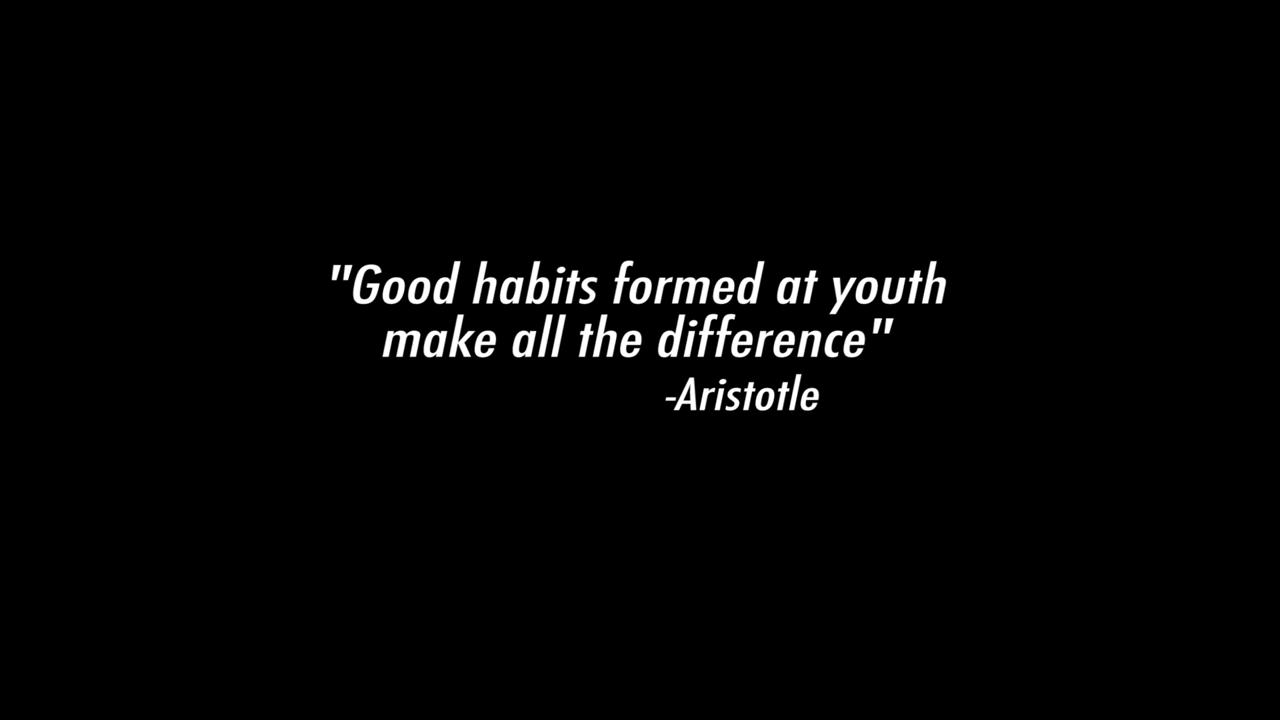 "Good habits formed at youth
make all the difference"
-Aristotle